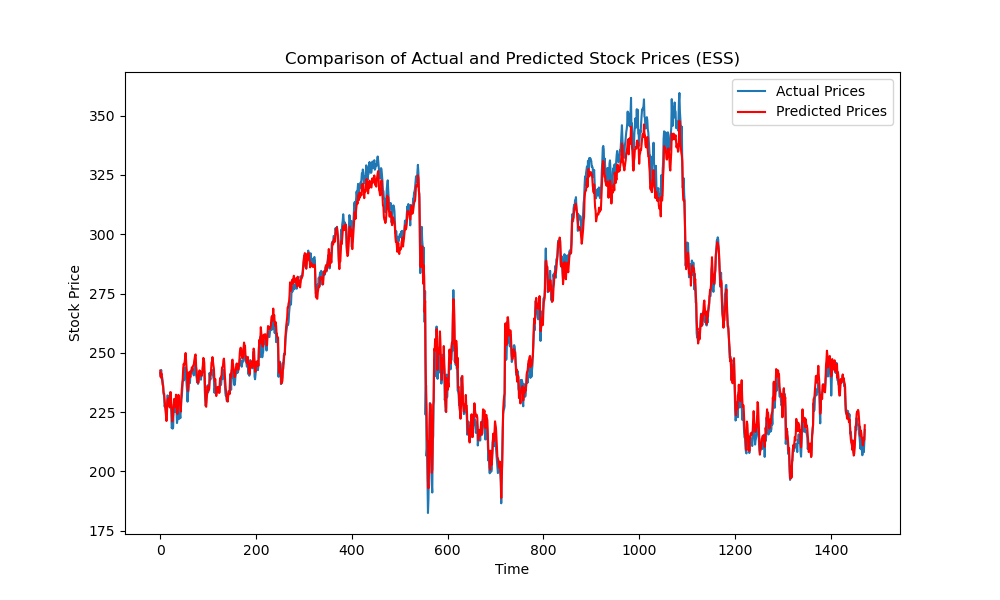 Comparison of Actual and Predicted Stock Prices (ESS)
Actual Prices
Predicted Prices
350
325
300
275
250
225
200
175
Stock Price
0 200 400 600 800 1000 1200 1400
Time